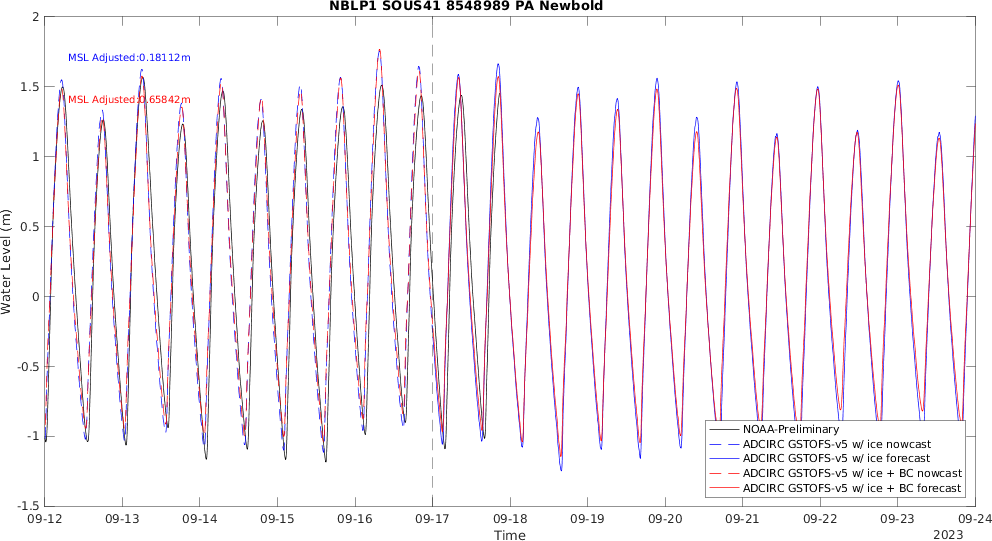 NBLP1 SOUS41 8548989 PA Newbold
MSL Adjusted:0.18112m
MSL Adjusted:0.65842m
Water Level (m)
2
1.5
1
0.5
0
-0.5
-1
-1.5
09-12 09-13 09-14 09-15 09-16 09-17 09-18 09-19 09-20 09-21 09-22 09-23 09-24
Time
2023
NOAA-Preliminary
ADCIRC GSTOFS-v5 w/ ice nowcast
ADCIRC GSTOFS-v5 w/ ice forecast
ADCIRC GSTOFS-v5 w/ ice + BC nowcast
ADCIRC GSTOFS-v5 w/ ice + BC forecast